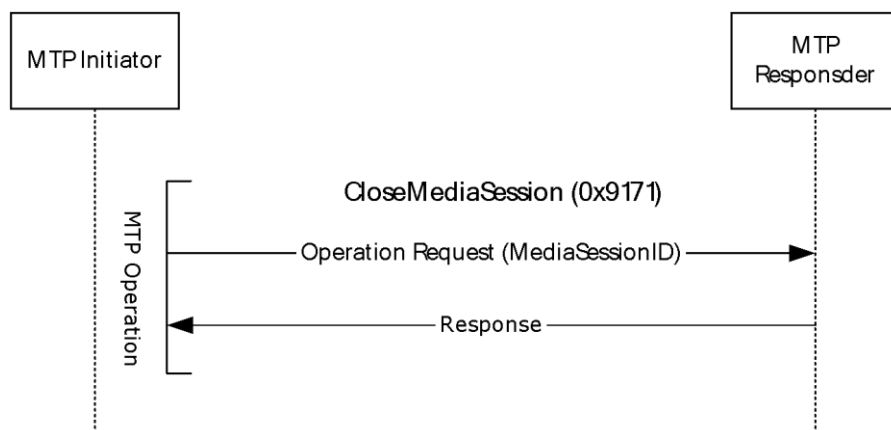 MTP Initiator
MTP
Responsder
CloseMediaSession (0x9171)
MTP Operation
Operation Request (MediaSessionID)
Response